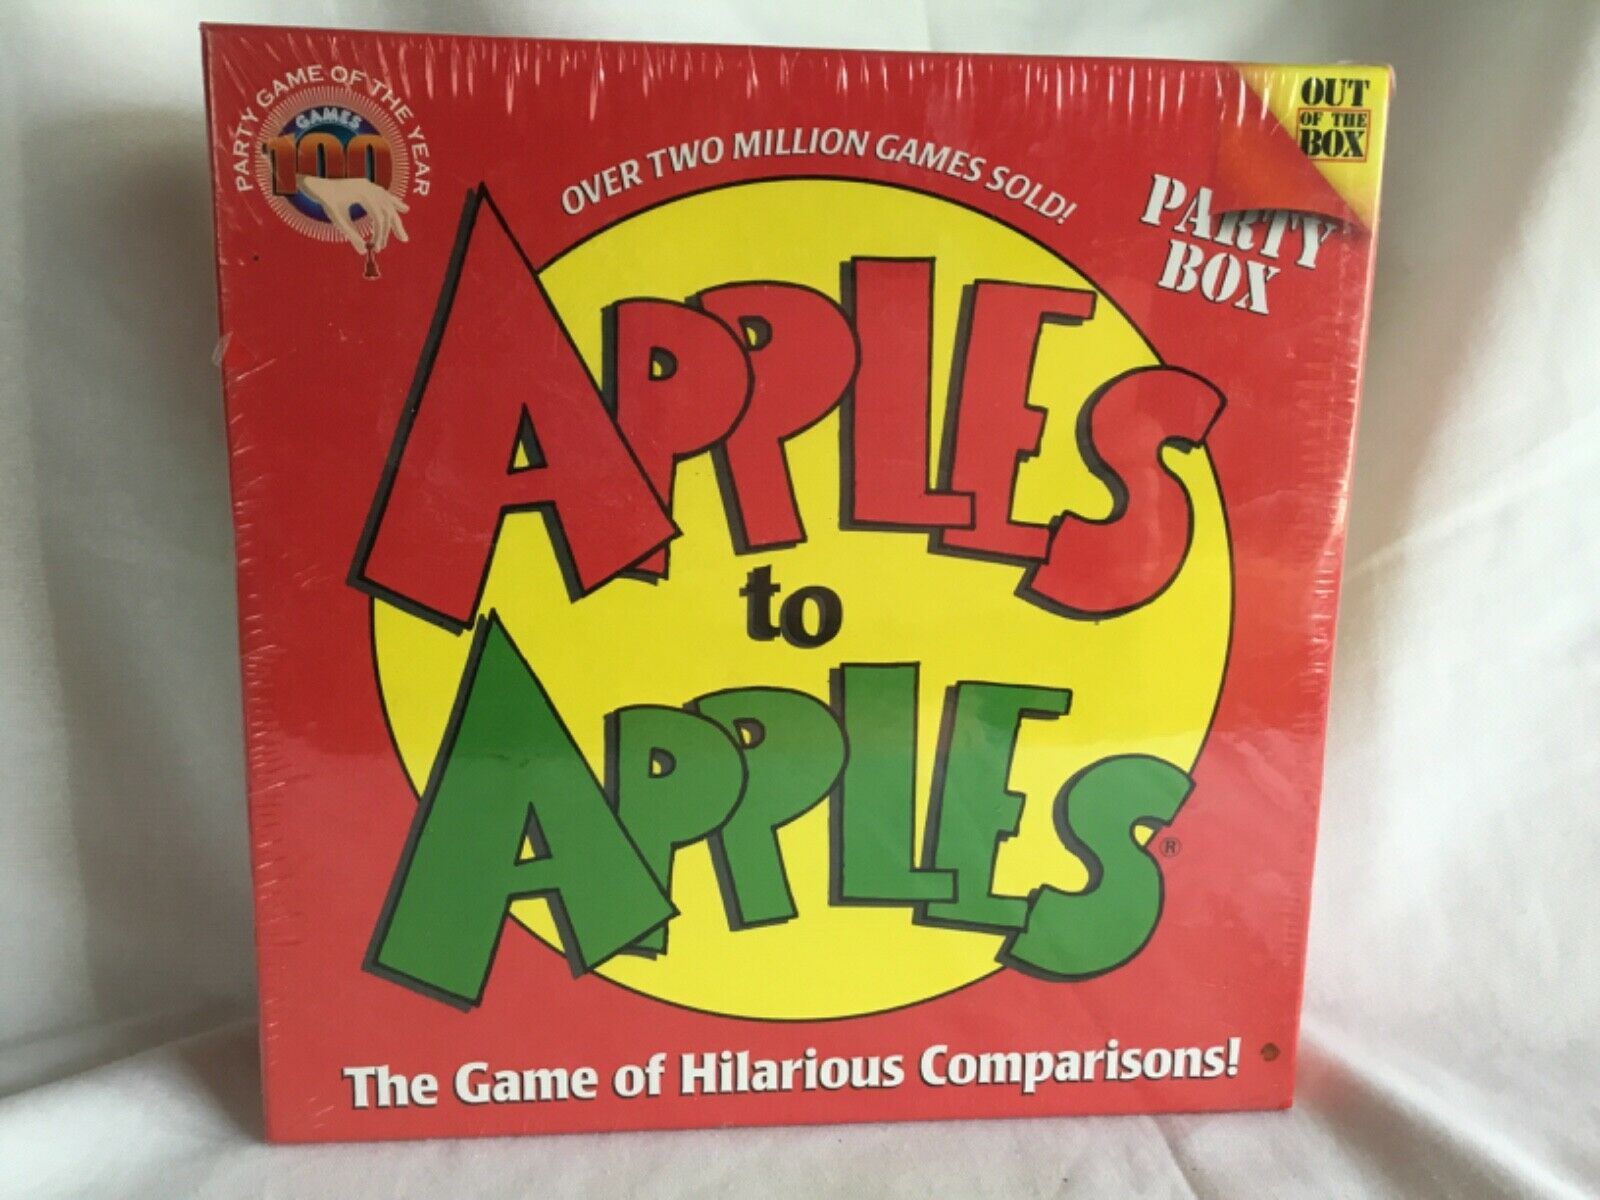 PARTY GAME OF THE YEAR
GAMES
100
OVER TWO MILLION GAMES SOLD!
OUT
OF THE
BOX
PARTY
BOX
APPLES
to
APPLES®
The Game of Hilarious Comparisons!